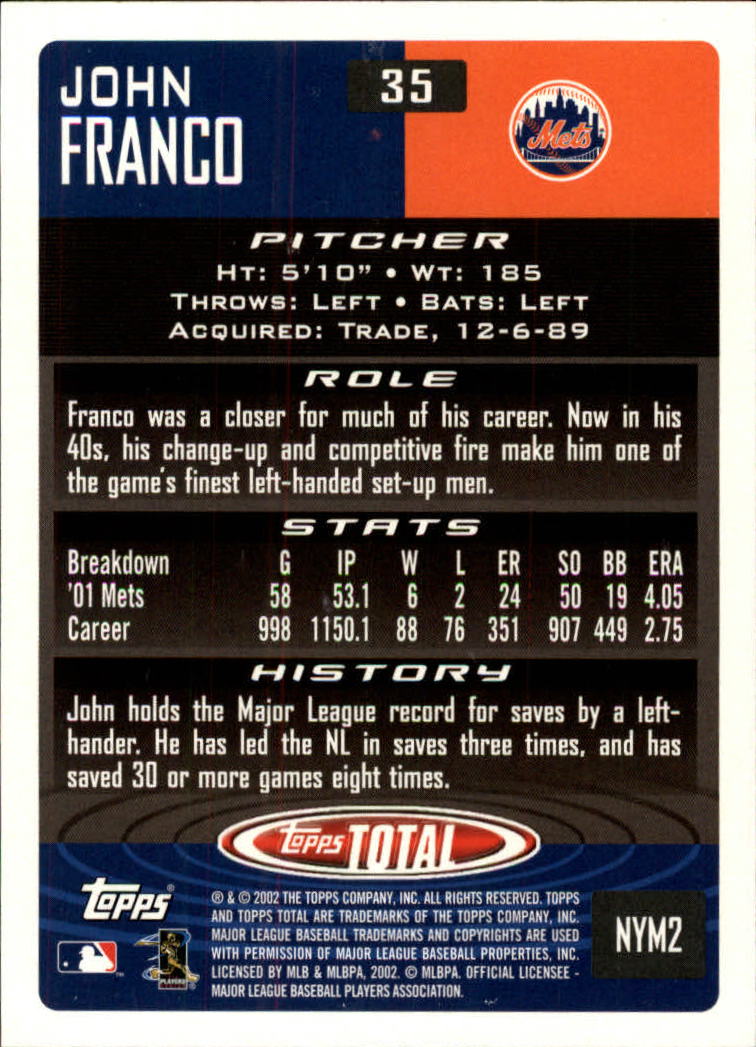 JOHN
FRANCO
35
Mets
PITCHER
HT: 5'10" • WT: 185
THROWS: LEFT • BATS: LEFT
ACQUIRED: TRADE, 12-6-89
ROLE
Franco was a closer for much of his career. Now in his
40s, his change-up and competitive fire make him one of
the game's finest left-handed set-up men.
STATS
Breakdown G IP W L ER SO BB ERA
'01 Mets 58 53.1 6 2 24 50 19 4.05
Career 998 1150.1 88 76 351 907 449 2.75
HISTORY
John holds the Major League record for saves by a left-
hander. He has led the NL in saves three times, and has
saved 30 or more games eight times.
Topps TOTAL
Topps®
® & © 2002 THE TOPPS COMPANY, INC. ALL RIGHTS RESERVED. TOPPS
AND TOPPS TOTAL ARE TRADEMARKS OF THE TOPPS COMPANY, INC.
MAJOR LEAGUE BASEBALL TRADEMARKS AND COPYRIGHTS ARE USED
WITH PERMISSION OF MAJOR LEAGUE BASEBALL PROPERTIES, INC.
LICENSED BY MLB & MLBPA, 2002. © MLBPA. OFFICIAL LICENSEE -
MAJOR LEAGUE BASEBALL PLAYERS ASSOCIATION.
PLAYERS
NYM2